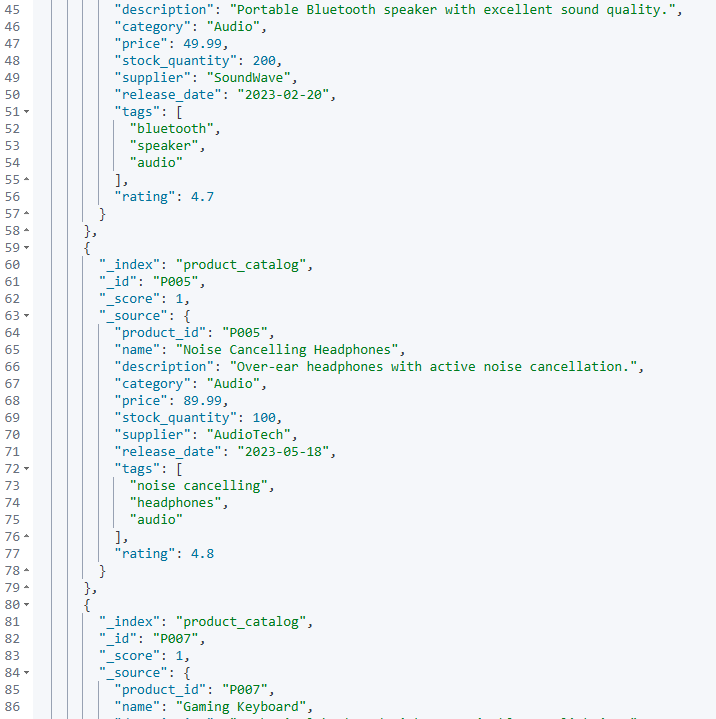 45 "description": "Portable Bluetooth speaker with excellent sound quality.",
46 "category": "Audio",
47 "price": 49.99,
48 "stock_quantity": 200,
49 "supplier": "SoundWave",
50 "release_date": "2023-02-20",
51 "tags": [
52 "bluetooth",
53 "speaker",
54 "audio"
55 ],
56 "rating": 4.7
57 }
58 },
59 {
60 "_index": "product_catalog",
61 "_id": "P005",
62 "_score": 1,
63 "_source": {
64 "product_id": "P005",
65 "name": "Noise Cancelling Headphones",
66 "description": "Over-ear headphones with active noise cancellation.",
67 "category": "Audio",
68 "price": 89.99,
69 "stock_quantity": 100,
70 "supplier": "AudioTech",
71 "release_date": "2023-05-18",
72 "tags": [
73 "noise cancelling",
74 "headphones",
75 "audio"
76 ],
77 "rating": 4.8
78 }
79 },
80 {
81 "_index": "product_catalog",
82 "_id": "P007",
83 "_score": 1,
84 "_source": {
85 "product_id": "P007",
86 "name": "Gaming Keyboard",